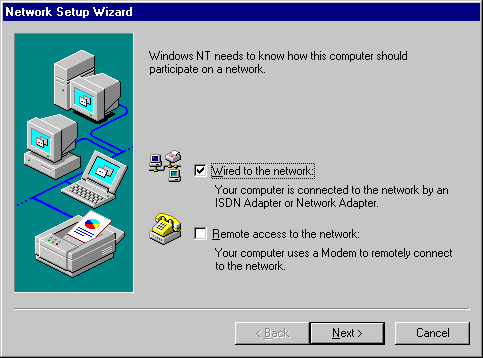 Network Setup Wizard
Windows NT needs to know how this computer should
participate on a network.
Wired to the network:
Your computer is connected to the network by an
ISDN Adapter or Network Adapter.
Remote access to the network:
Your computer uses a Modem to remotely connect
to the network.
< Back
Next >
Cancel